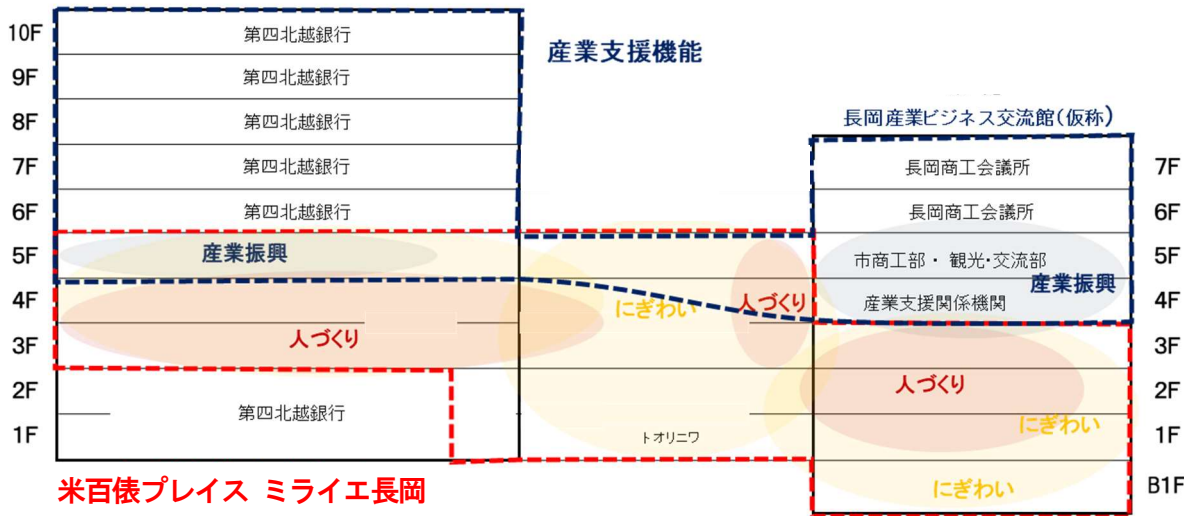 10F
第四北越銀行
産業支援機能
9F
第四北越銀行
8F
第四北越銀行
長岡産業ビジネス交流館(仮称)
7F
第四北越銀行
長岡商工会議所
7F
6F
第四北越銀行
長岡商工会議所
6F
5F
産業振興
市商工部・観光・交流部
5F
産業振興
4F
にぎわい
人づくり
産業支援関係機関
4F
3F
人づくり
3F
2F
人づくり
2F
第四北越銀行
にぎわい
1F
トオリニワ
1F
米百俵プレイス ミライエ長岡
にぎわい
B1F